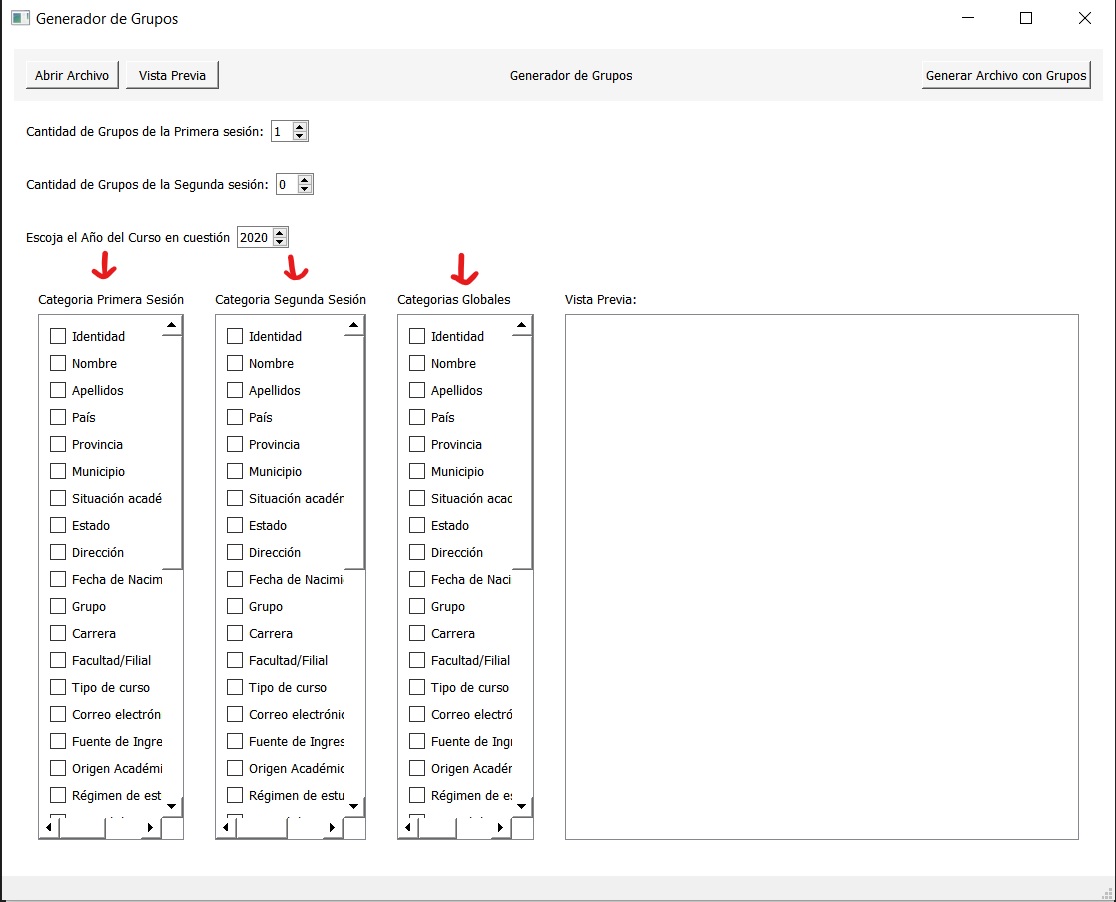 Generador de Grupos
Abrir Archivo Vista Previa Generador de Grupos Generar Archivo con Grupos
Cantidad de Grupos de la Primera sesión: 1
Cantidad de Grupos de la Segunda sesión: 0
Escoja el Año del Curso en cuestión 2020
Categoria Primera Sesión
Identidad
Nombre
Apellidos
País
Provincia
Municipio
Situación acadé
Estado
Dirección
Fecha de Nacim
Grupo
Carrera
Facultad/Filial
Tipo de curso
Correo electrón
Fuente de Ingre
Origen Académi
Régimen de est
Categoria Segunda Sesión
Identidad
Nombre
Apellidos
País
Provincia
Municipio
Situación acadér
Estado
Dirección
Fecha de Nacimi
Grupo
Carrera
Facultad/Filial
Tipo de curso
Correo electrónic
Fuente de Ingres
Origen Académic
Régimen de estu
Categorias Globales
Identidad
Nombre
Apellidos
País
Provincia
Municipio
Situación acac
Estado
Dirección
Fecha de Naci
Grupo
Carrera
Facultad/Filial
Tipo de curso
Correo electró
Fuente de Ingr
Origen Acadér
Régimen de es
Vista Previa: